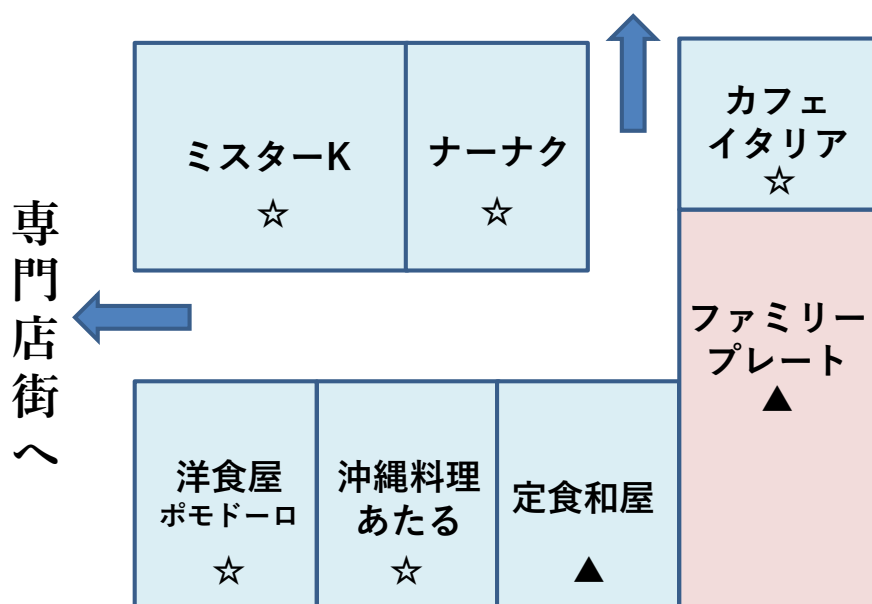 ミスターK
☆
ナーナク
☆
カフェ
イタリア
☆
専門店街へ
ファミリー
プレート
▲
洋食屋
ポモドーロ
☆
沖縄料理
あたる
☆
定食和屋
▲